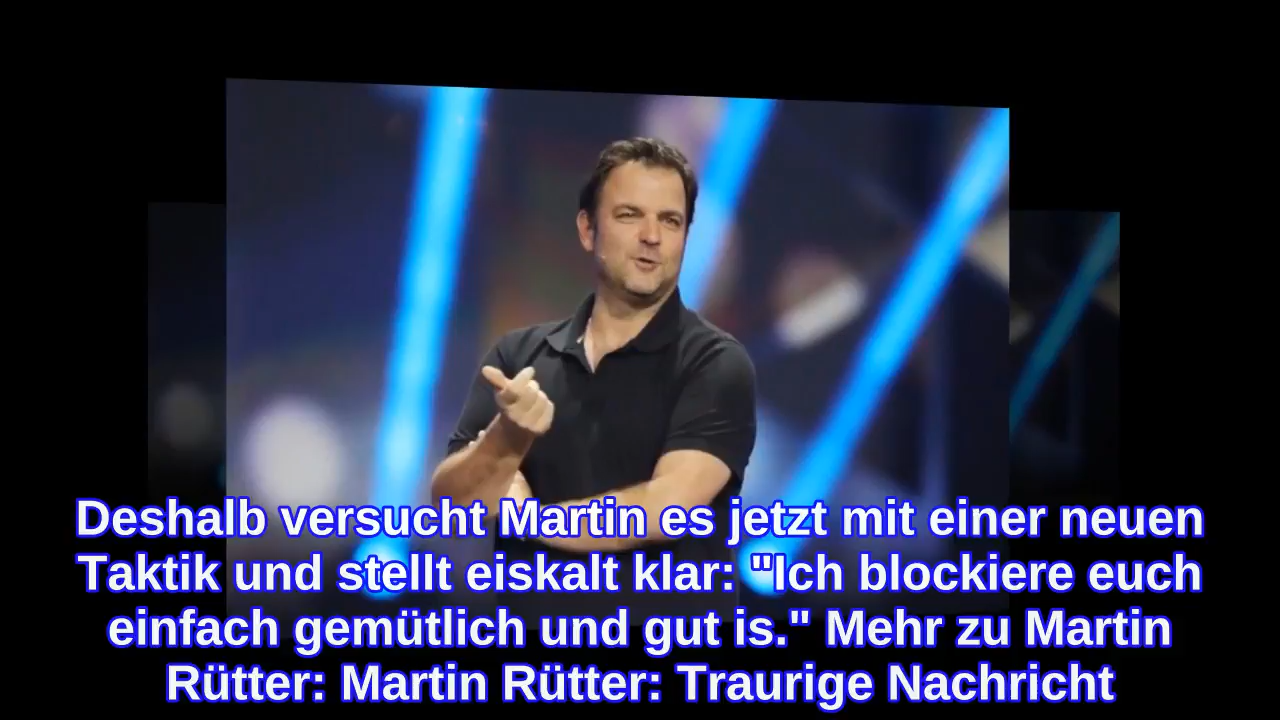 Deshalb versucht Martin es jetzt mit einer neuen
Taktik und stellt eiskalt klar: "Ich blockiere euch
einfach gemütlich und gut is." Mehr zu Martin
Rütter: Martin Rütter: Traurige Nachricht